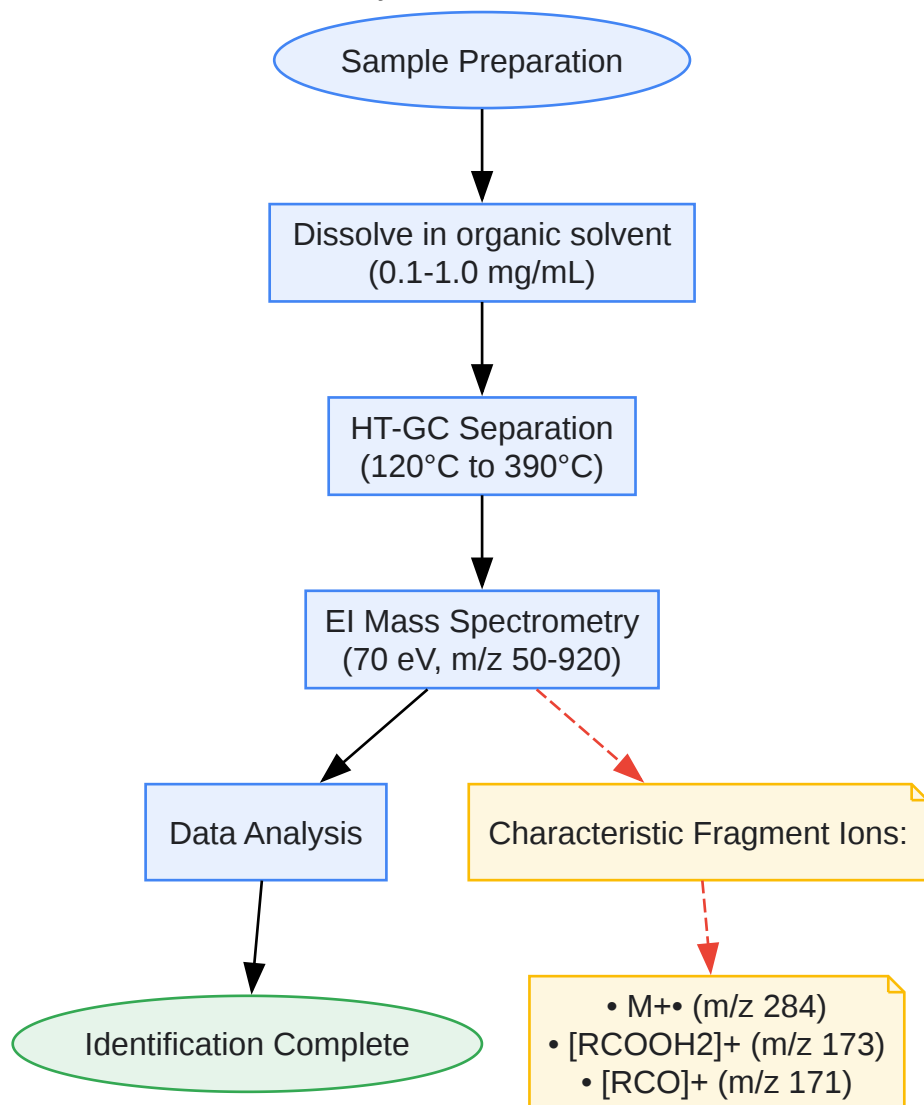 Sample Preparation
Dissolve in organic solvent
(0.1-1.0 mg/mL)
HT-GC Separation
(120°C to 390°C)
EI Mass Spectrometry
(70 eV, m/z 50-920)
Data Analysis
Characteristic Fragment Ions:
Identification Complete
• M+• (m/z 284)
• [RCOOH2]+ (m/z 173)
• [RCO]+ (m/z 171)